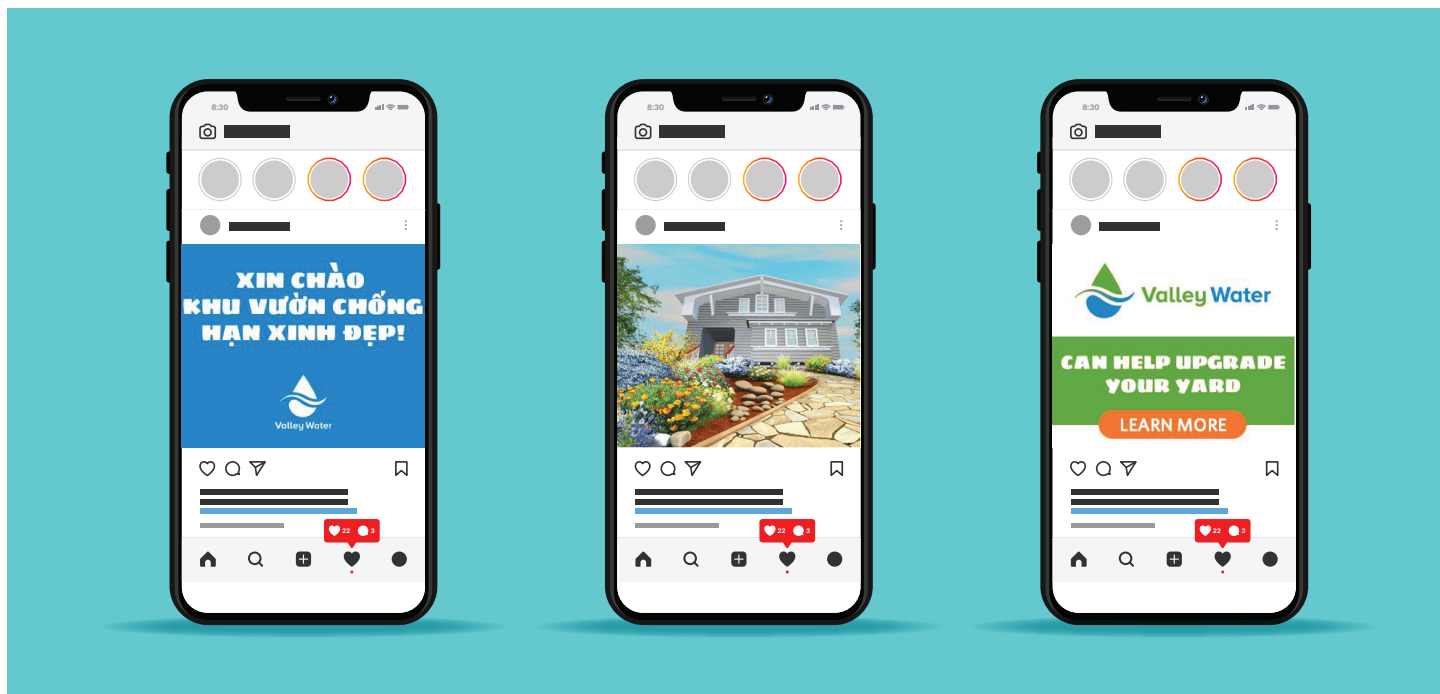 8:30
XIN CHÀO
KHU VƯỜN CHỐNG
HẠN XINH ĐẸP!
Valley Water
22 3
8:30
22 3
8:30
Valley Water
CAN HELP UPGRADE
YOUR YARD
LEARN MORE
22 3